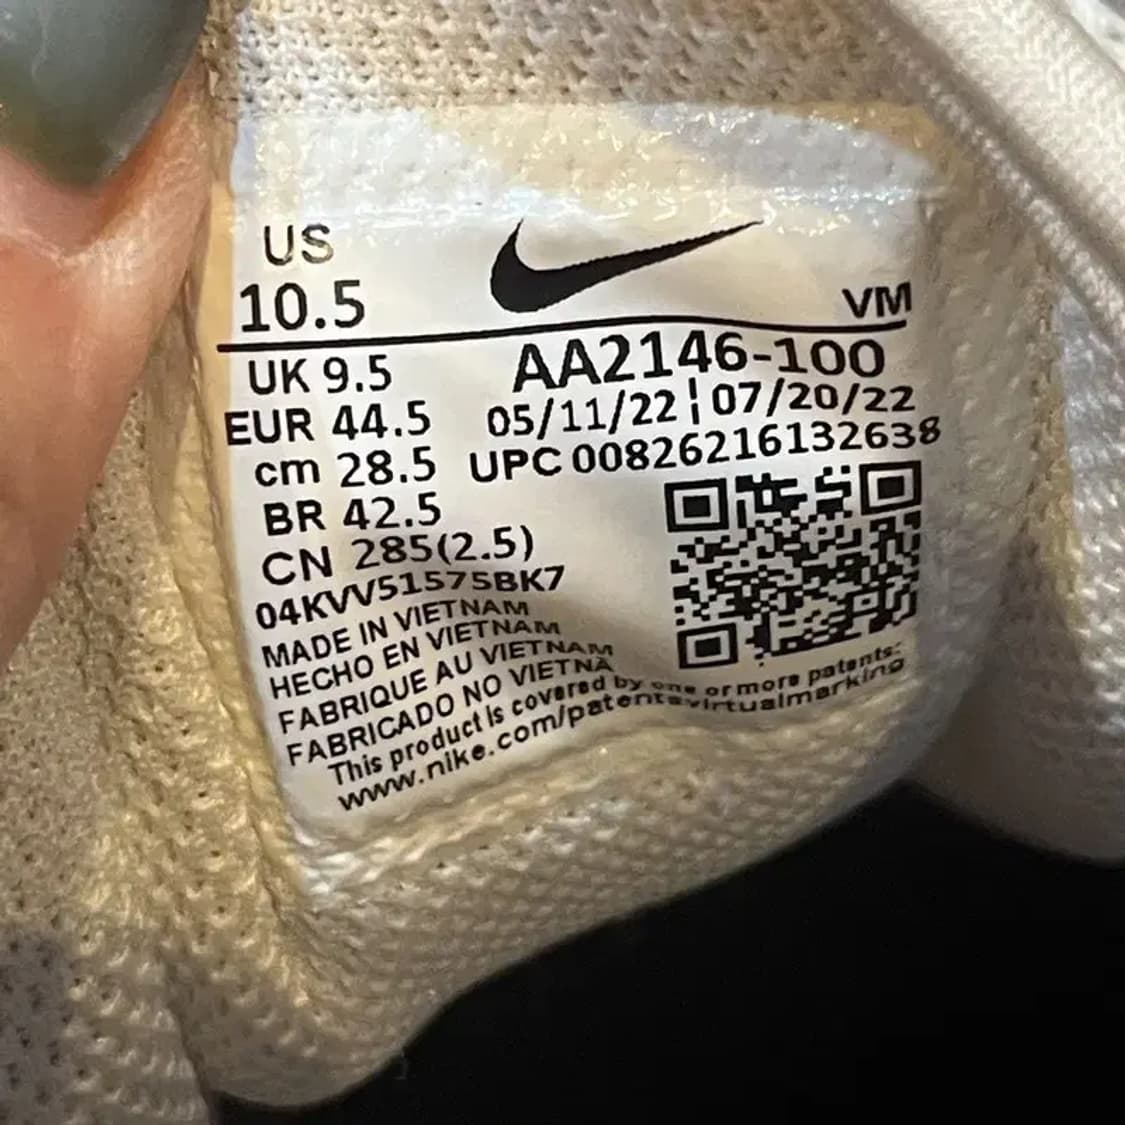 US
10.5
VM
UK 9.5
AA2146-100
EUR 44.5
05/11/22 ¦ 07/20/22
cm 28.5
UPC 00826216132638
BR 42.5
CN 285(2.5)
04KVV51575BK7
MADE IN VIETNAM
HECHO EN VIETNAM
FABRIQUE AU VIETNAM
FABRICADO NO VIETNÃ
This product is covered by one or more patents:
www.nike.com/patentsvirtualmarking